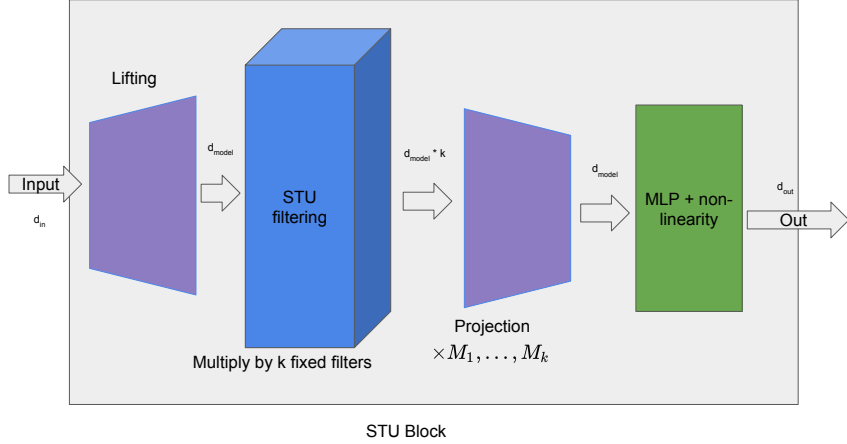 Lifting
Input
d_in
d_model
STU
filtering
Multiply by k fixed filters
d_model * k
Projection
×M_1, . . . , M_k
d_model
MLP + non-
linearity
d_out
Out
STU Block